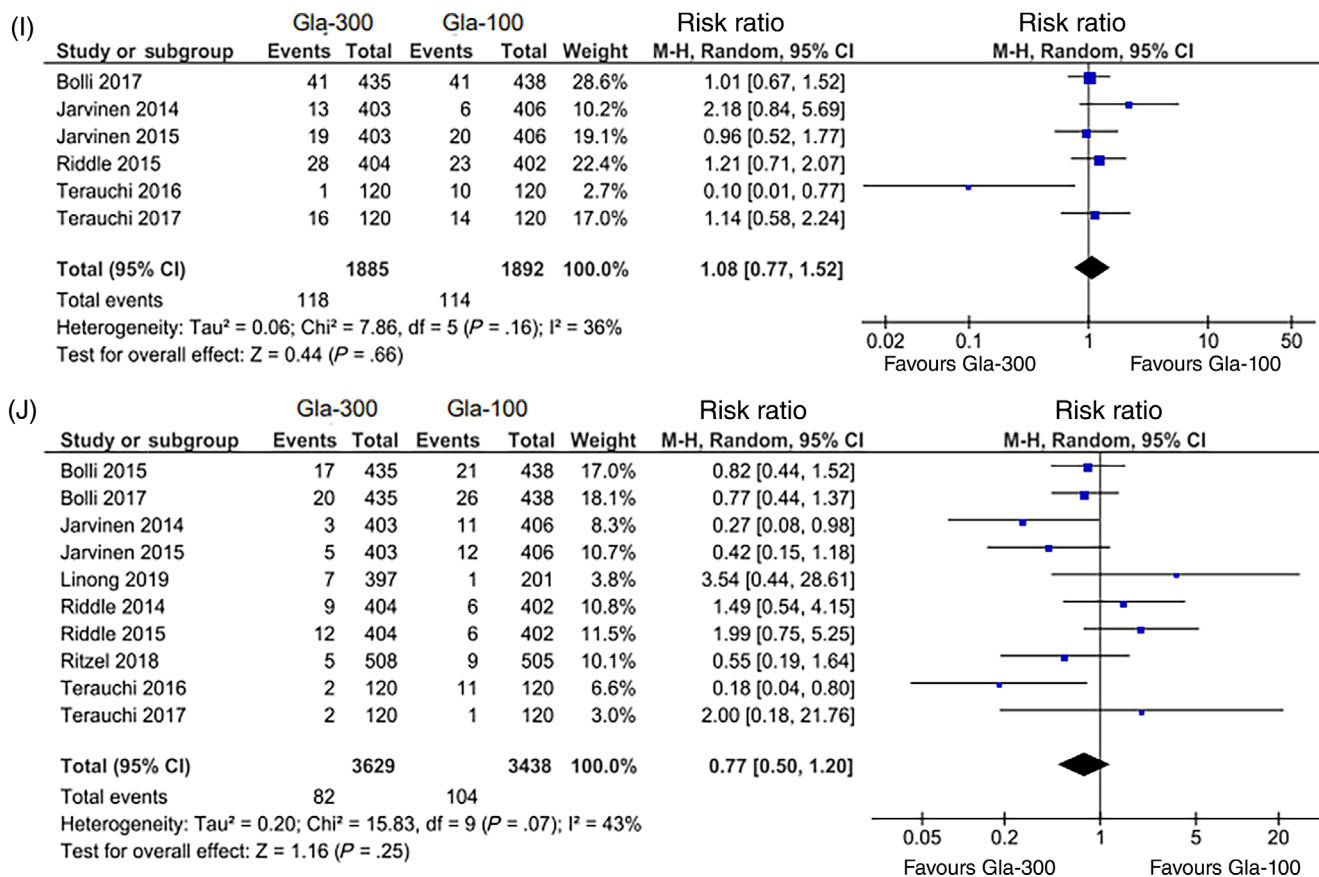 (I) Gla-300 Gla-100 Risk ratio Risk ratio
Study or subgroup Events Total Events Total Weight M-H, Random, 95% CI M-H, Random, 95% CI
Bolli 2017 41 435 41 438 28.6% 1.01 [0.67, 1.52]
Jarvinen 2014 13 403 6 406 10.2% 2.18 [0.84, 5.69]
Jarvinen 2015 19 403 20 406 19.1% 0.96 [0.52, 1.77]
Riddle 2015 28 404 23 402 22.4% 1.21 [0.71, 2.07]
Terauchi 2016 1 120 10 120 2.7% 0.10 [0.01, 0.77]
Terauchi 2017 16 120 14 120 17.0% 1.14 [0.58, 2.24]
Total (95% CI) 1885 1892 100.0% 1.08 [0.77, 1.52]
Total events 118 114
Heterogeneity: Tau² = 0.06; Chi² = 7.86, df = 5 (P = .16); I² = 36%
Test for overall effect: Z = 0.44 (P = .66)
0.02 0.1 1 10 50
Favours Gla-300 Favours Gla-100
(J) Gla-300 Gla-100 Risk ratio Risk ratio
Study or subgroup Events Total Events Total Weight M-H, Random, 95% CI M-H, Random, 95% CI
Bolli 2015 17 435 21 438 17.0% 0.82 [0.44, 1.52]
Bolli 2017 20 435 26 438 18.1% 0.77 [0.44, 1.37]
Jarvinen 2014 3 403 11 406 8.3% 0.27 [0.08, 0.98]
Jarvinen 2015 5 403 12 406 10.7% 0.42 [0.15, 1.18]
Linong 2019 7 397 1 201 3.8% 3.54 [0.44, 28.61]
Riddle 2014 9 404 6 402 10.8% 1.49 [0.54, 4.15]
Riddle 2015 12 404 6 402 11.5% 1.99 [0.75, 5.25]
Ritzel 2018 5 508 9 505 10.1% 0.55 [0.19, 1.64]
Terauchi 2016 2 120 11 120 6.6% 0.18 [0.04, 0.80]
Terauchi 2017 2 120 1 120 3.0% 2.00 [0.18, 21.76]
Total (95% CI) 3629 3438 100.0% 0.77 [0.50, 1.20]
Total events 82 104
Heterogeneity: Tau² = 0.20; Chi² = 15.83, df = 9 (P = .07); I² = 43%
Test for overall effect: Z = 1.16 (P = .25)
0.05 0.2 1 5 20
Favours Gla-300 Favours Gla-100